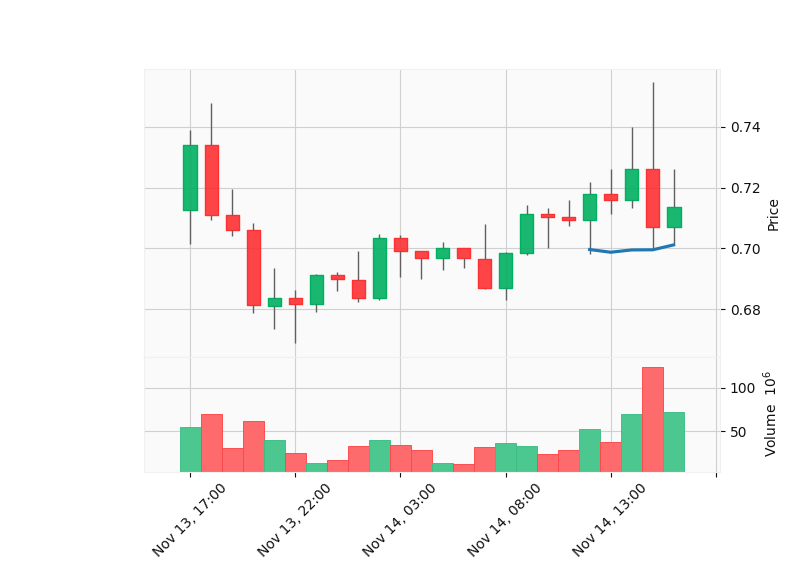 0.74
0.72
0.70
0.68
Price
100
50
Volume 10^6
Nov 13, 17:00
Nov 13, 22:00
Nov 14, 03:00
Nov 14, 08:00
Nov 14, 13:00